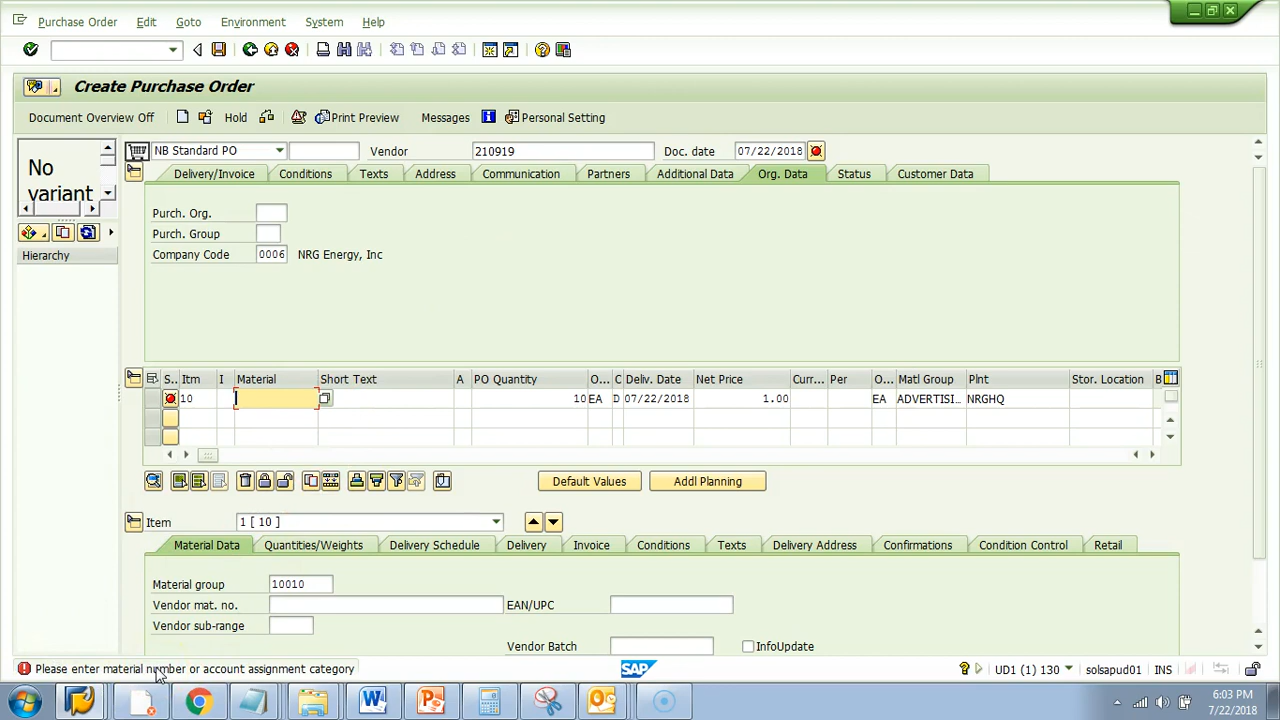 Purchase Order Edit Goto Environment System Help
Create Purchase Order
Document Overview Off Hold Print Preview Messages Personal Setting
No
variant
NB Standard PO Vendor 210919 Doc. date 07/22/2018
Delivery/Invoice Conditions Texts Address Communication Partners Additional Data Org. Data Status Customer Data
Purch. Org.
Purch. Group
Company Code 0006 NRG Energy, Inc
Hierarchy
S.. Itm I Material Short Text A PO Quantity O... C Deliv. Date Net Price Curr... Per O... Matl Group Plnt Stor. Location B
10 10 EA D 07/22/2018 1.00 EA ADVERTISI... NRGHQ
Default Values Addl Planning
Item 1 [ 10 ]
Material Data Quantities/Weights Delivery Schedule Delivery Invoice Conditions Texts Delivery Address Confirmations Condition Control Retail
Material group 10010
Vendor mat. no. EAN/UPC
Vendor sub-range
Vendor Batch InfoUpdate
Please enter material number or account assignment category SAP UD1 (1) 130 solsapud01 INS
6:03 PM
7/22/2018